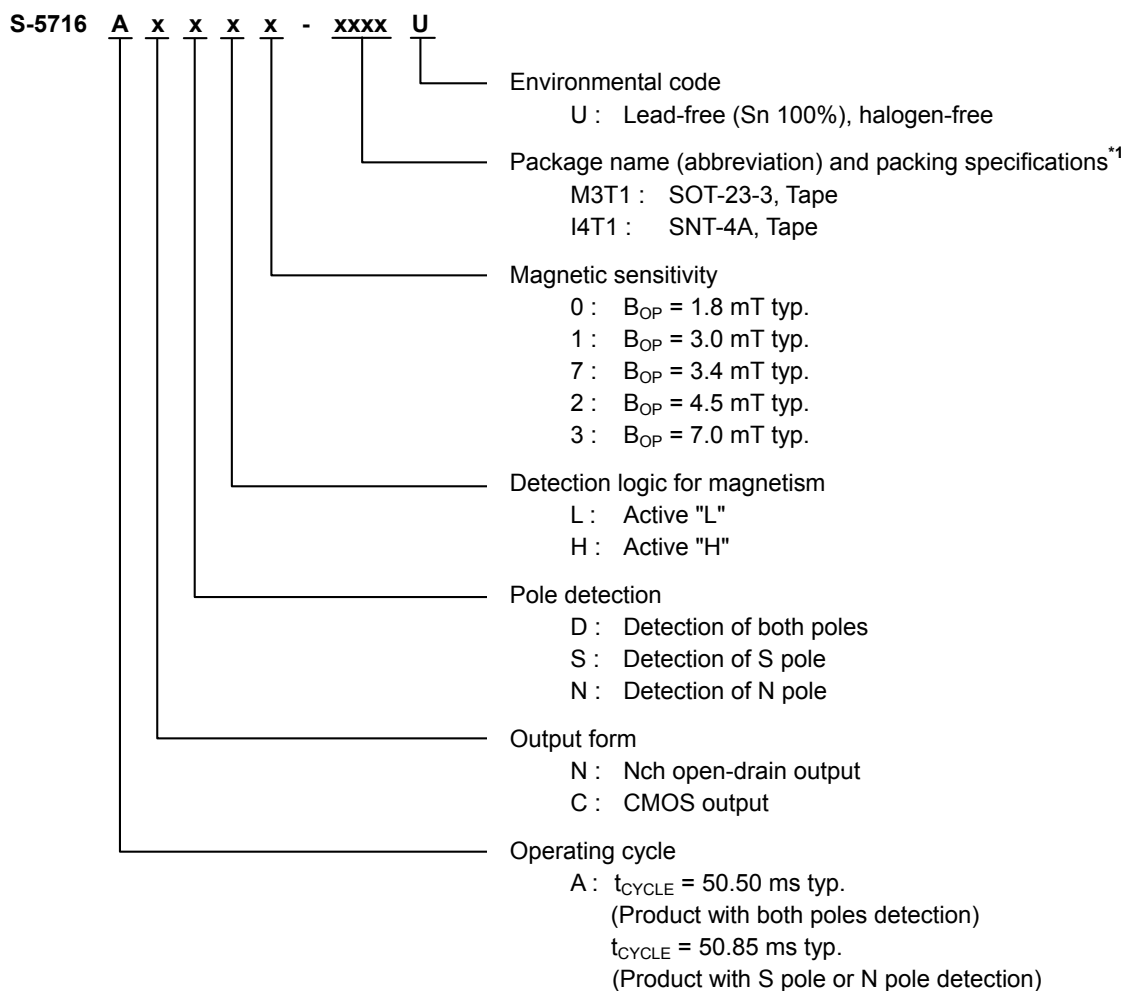 S-5716 A x x x x - xxxx U
Environmental code
U : Lead-free (Sn 100%), halogen-free
Package name (abbreviation) and packing specifications*1
M3T1 : SOT-23-3, Tape
I4T1 : SNT-4A, Tape
Magnetic sensitivity
0 : BOP = 1.8 mT typ.
1 : BOP = 3.0 mT typ.
7 : BOP = 3.4 mT typ.
2 : BOP = 4.5 mT typ.
3 : BOP = 7.0 mT typ.
Detection logic for magnetism
L : Active "L"
H : Active "H"
Pole detection
D : Detection of both poles
S : Detection of S pole
N : Detection of N pole
Output form
N : Nch open-drain output
C : CMOS output
Operating cycle
A : tCYCLE = 50.50 ms typ.
(Product with both poles detection)
tCYCLE = 50.85 ms typ.
(Product with S pole or N pole detection)